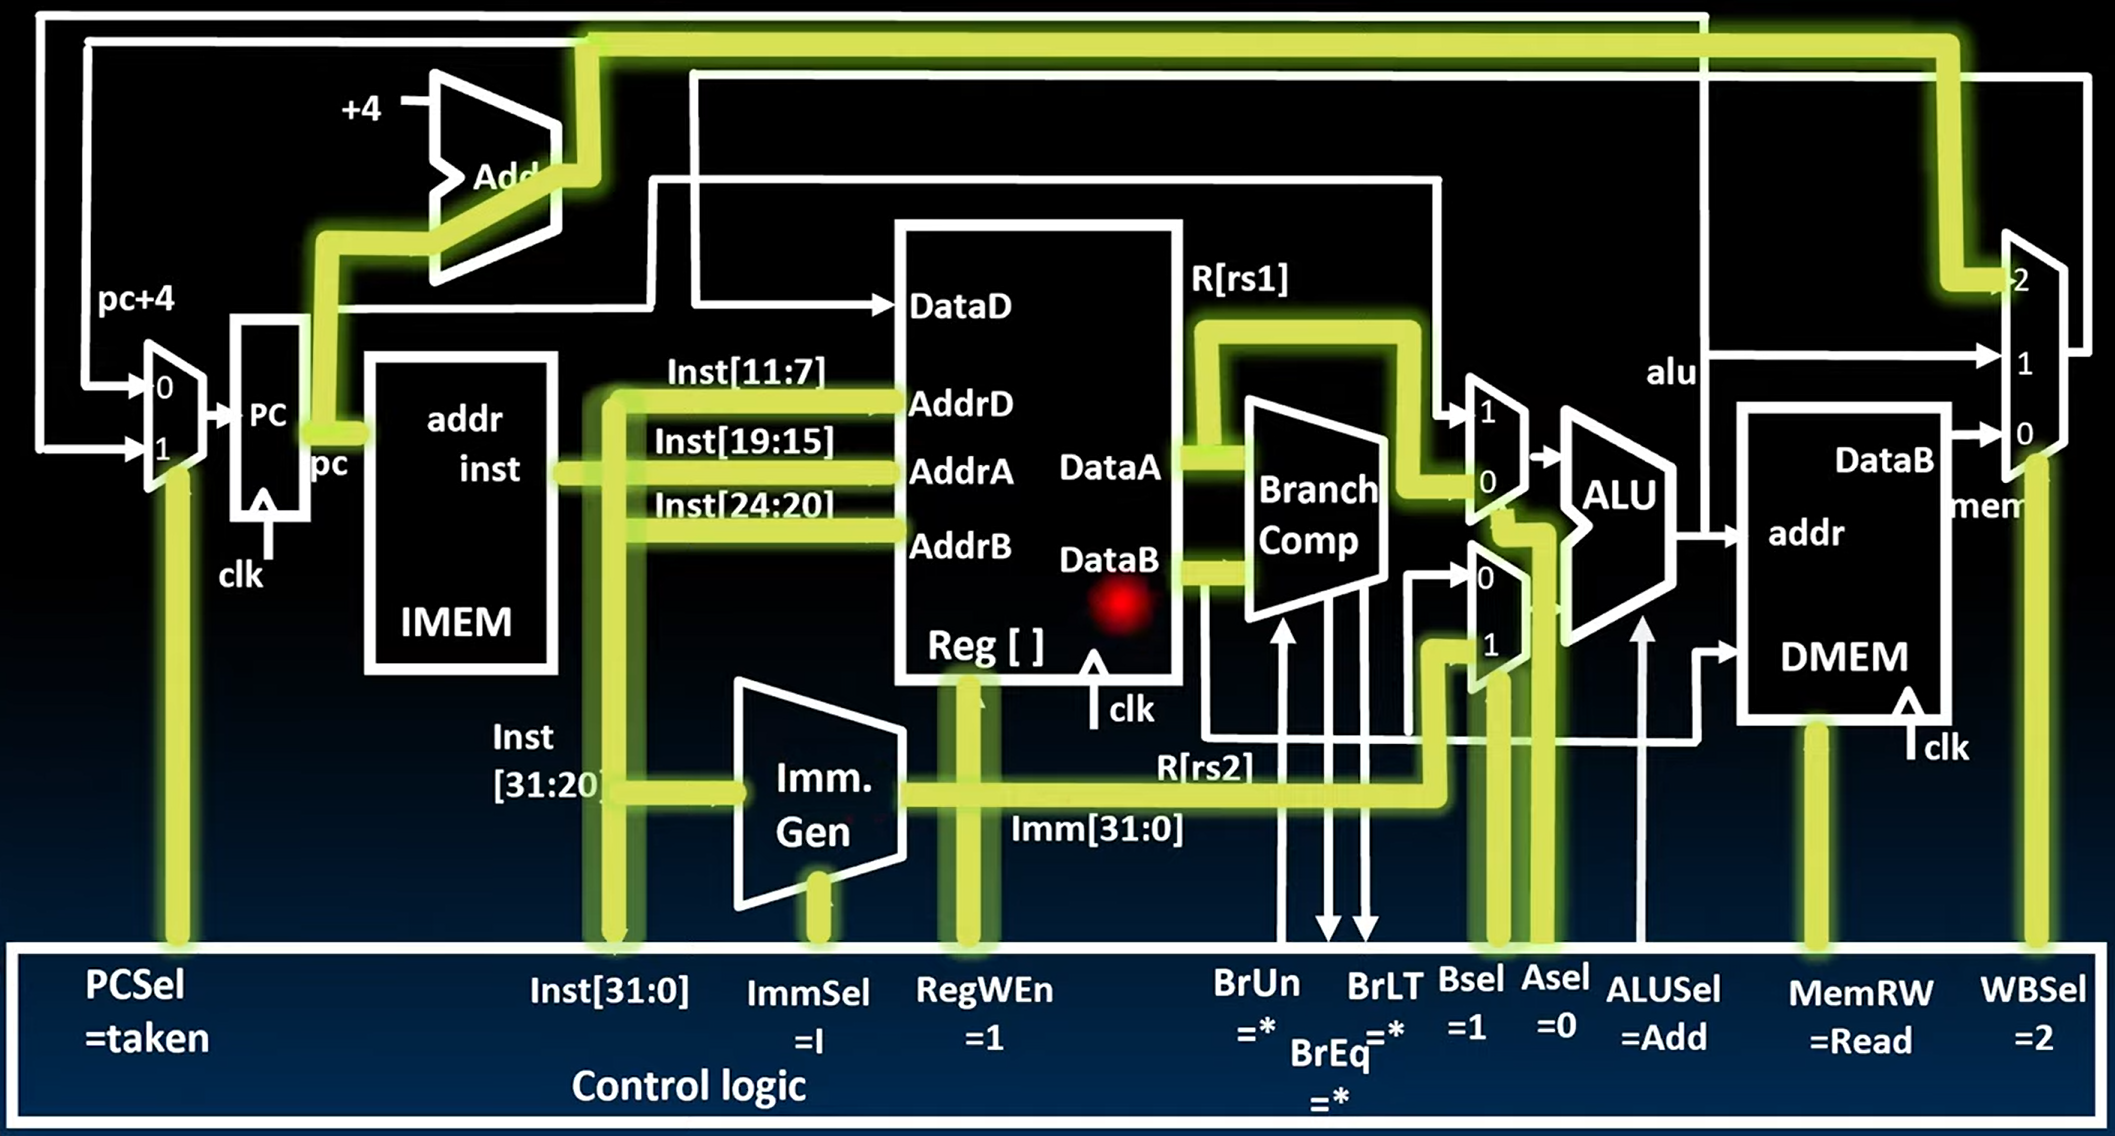 +4
Add
pc+4
0
1
PC
clk
pc
addr
inst
IMEM
Inst[11:7]
Inst[19:15]
Inst[24:20]
DataD
AddrD
AddrA
AddrB
DataA
DataB
Reg [ ]
clk
R[rs1]
Branch
Comp
1
0
0
1
ALU
alu
2
1
0
DataB
mem
addr
DMEM
clk
Inst
[31:20]
Imm.
Gen
R[rs2]
Imm[31:0]
PCSel
=taken
Inst[31:0]
ImmSel
=I
RegWEn
=1
BrUn
=*
BrEq
=*
BrLT
=*
Bsel
=1
Asel
=0
ALUSel
=Add
MemRW
=Read
WBSel
=2
Control logic